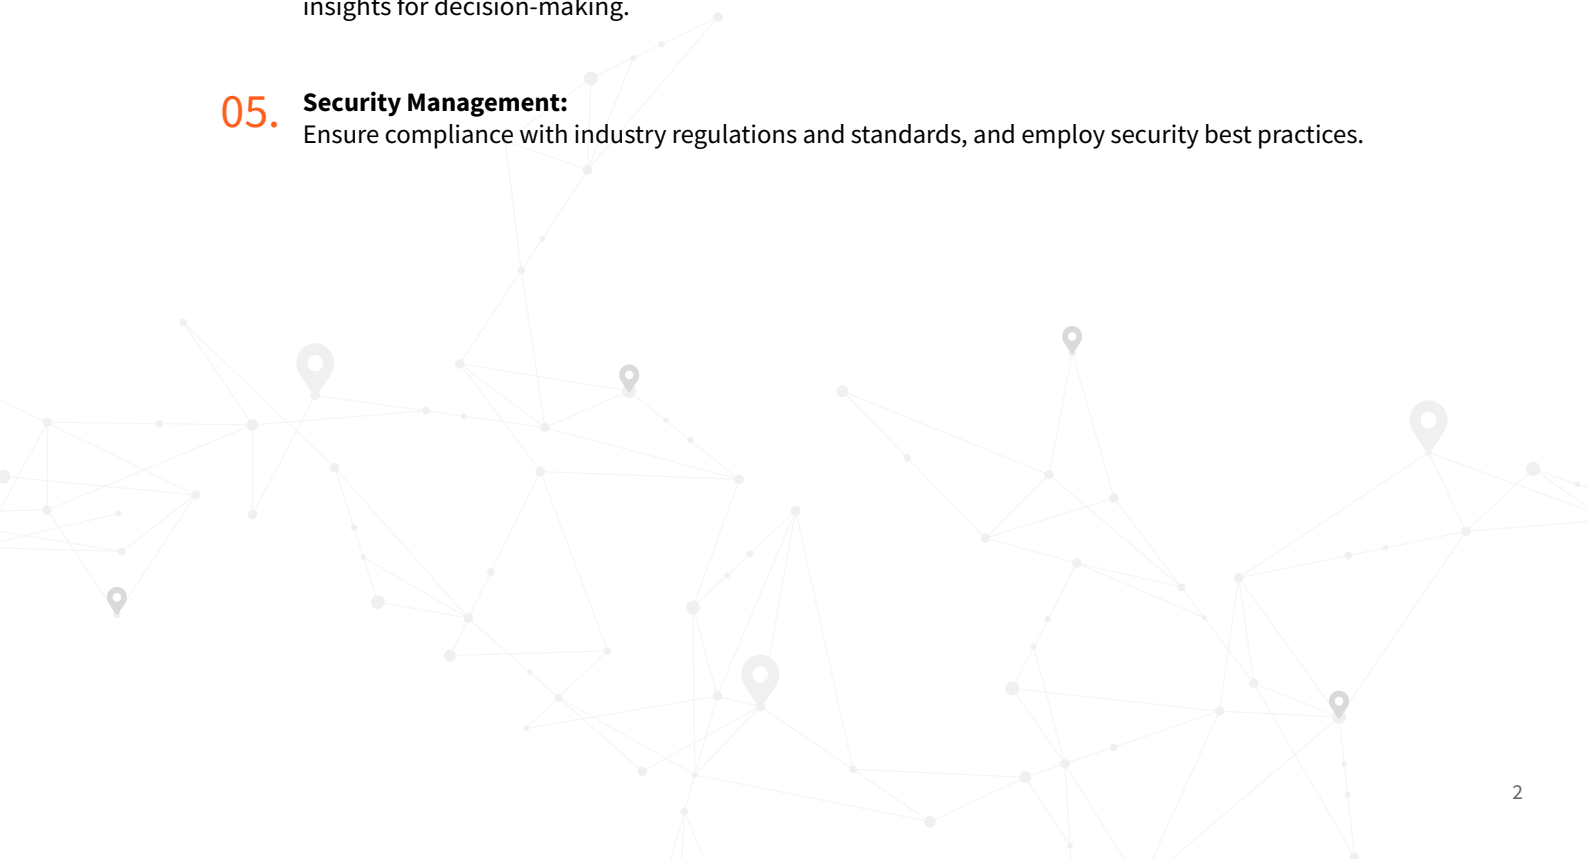 insights for decision-making.
05.
Security Management:
Ensure compliance with industry regulations and standards, and employ security best practices.
2